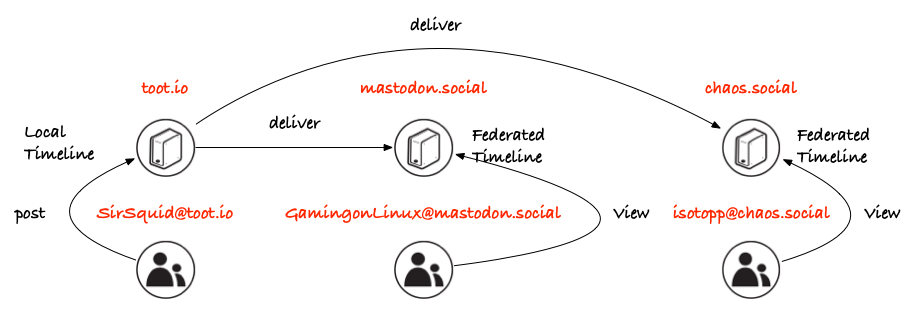 deliver
toot.io
mastodon.social
chaos.social
Local
Timeline
deliver
Federated
Timeline
Federated
Timeline
post
SirSquid@toot.io
GamingonLinux@mastodon.social
View
isotopp@chaos.social
View